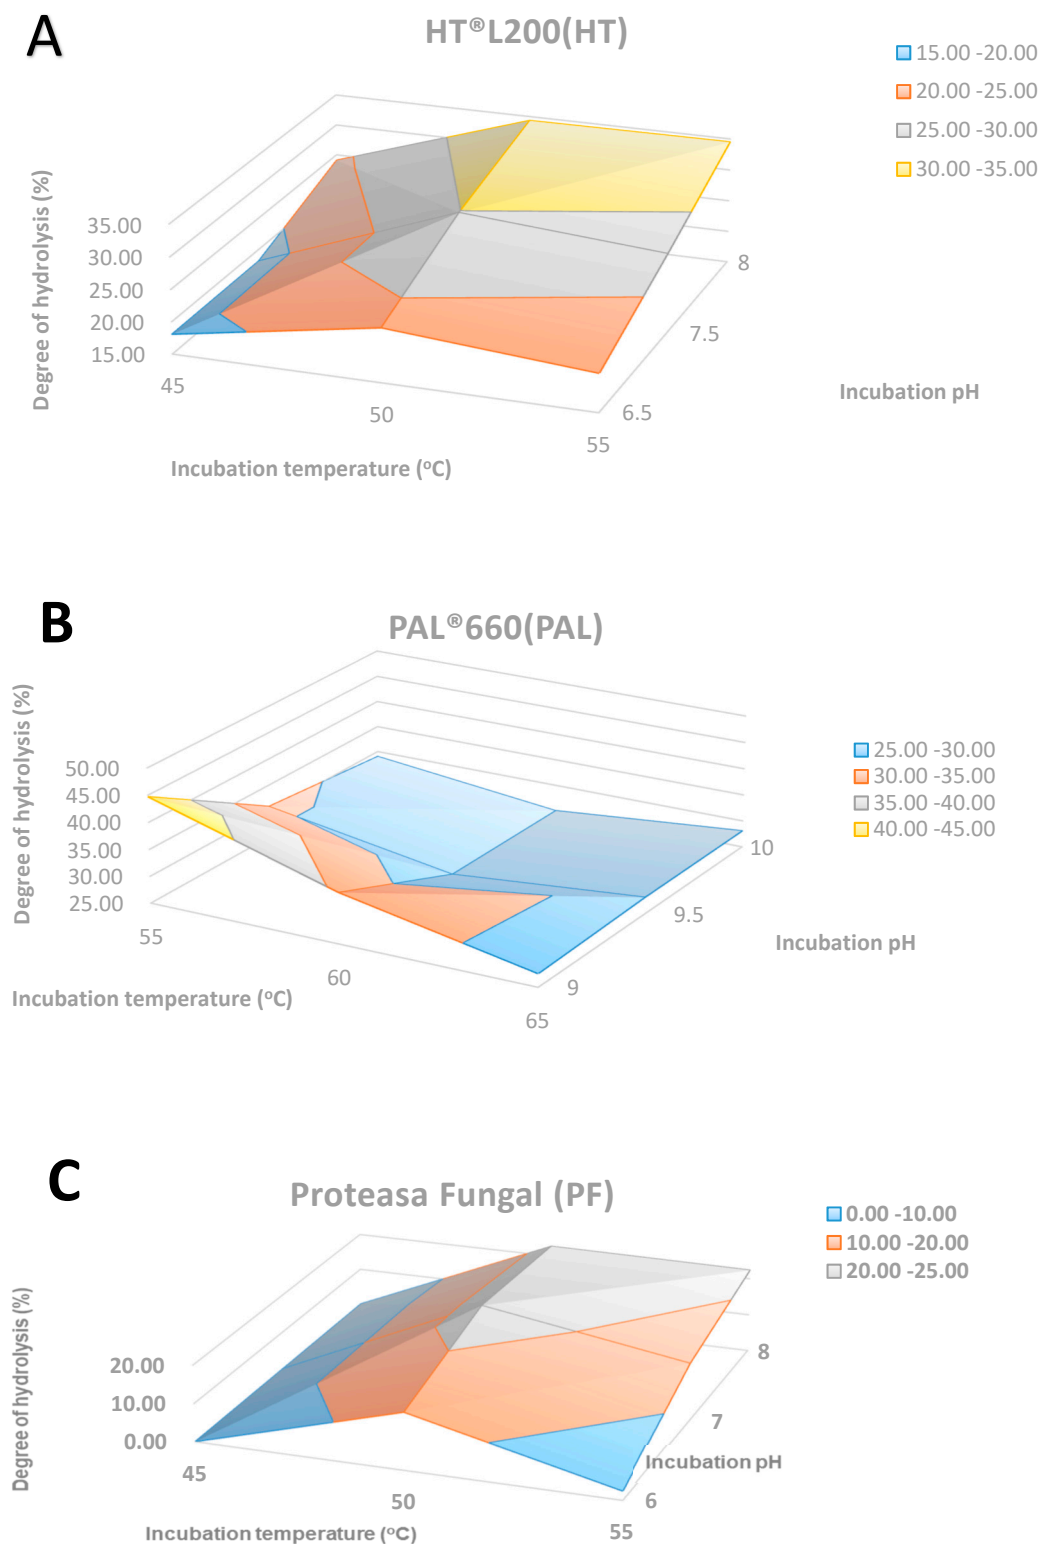 A
HT®L200(HT)
15.00 -20.00
20.00 -25.00
25.00 -30.00
30.00 -35.00
Degree of hydrolysis (%)
35.00
30.00
25.00
20.00
15.00
45
50
55
6.5
7.5
8
Incubation pH
Incubation temperature (ºC)
B
PAL®660(PAL)
25.00 -30.00
30.00 -35.00
35.00 -40.00
40.00 -45.00
Degree of hydrolysis (%)
50.00
45.00
40.00
35.00
30.00
25.00
55
60
65
9
9.5
10
Incubation pH
Incubation temperature (ºC)
C
Proteasa Fungal (PF)
0.00 -10.00
10.00 -20.00
20.00 -25.00
Degree of hydrolysis (%)
20.00
10.00
0.00
45
50
55
6
7
8
Incubation pH
Incubation temperature (ºC)